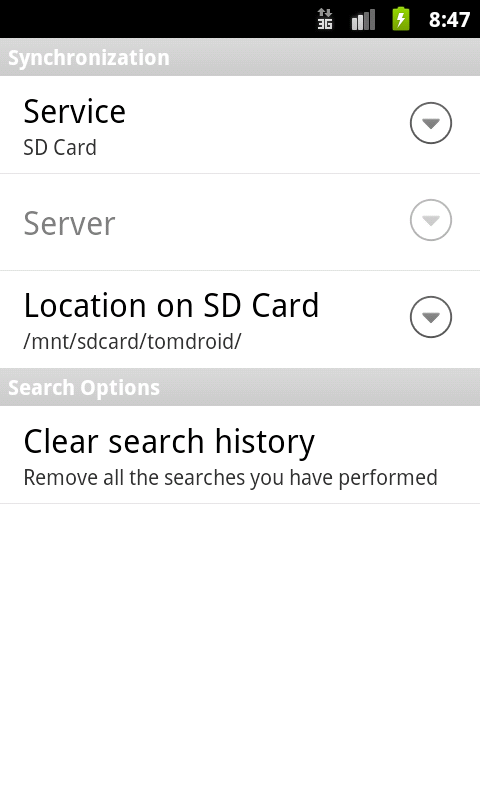 3G
8:47
Synchronization
Service
SD Card
Server
Location on SD Card
/mnt/sdcard/tomdroid/
Search Options
Clear search history
Remove all the searches you have performed